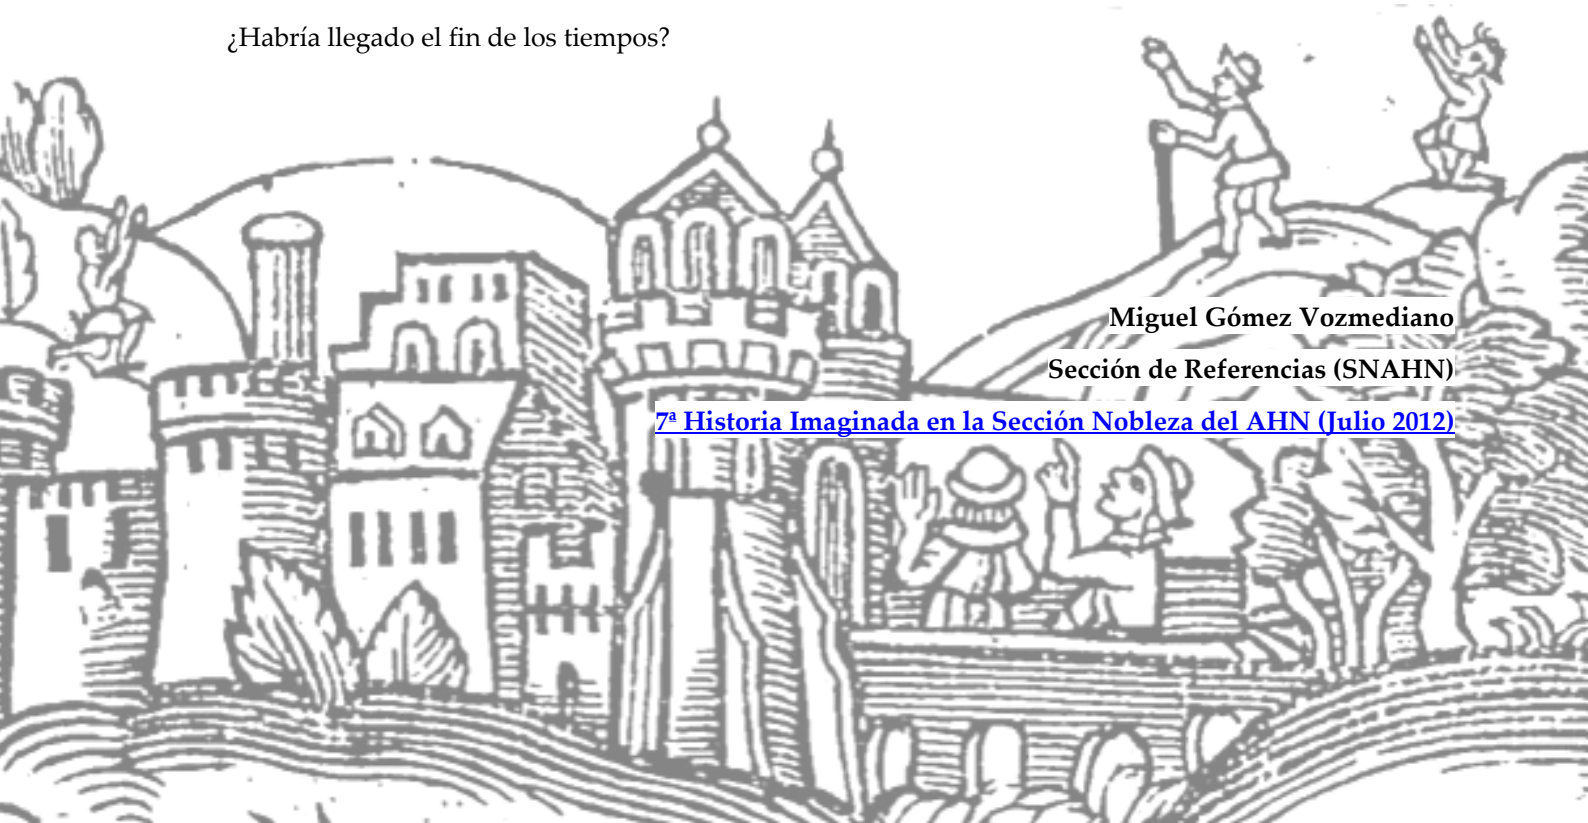 ¿Habría llegado el fin de los tiempos?
Miguel Gómez Vozmediano
Sección de Referencias (SNAHN)
7ª Historia Imaginada en la Sección Nobleza del AHN (Julio 2012)